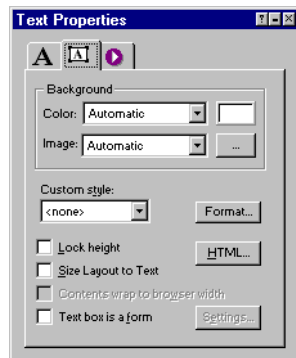 Text Properties
A A
Background
Color: Automatic
Image: Automatic ...
Custom style:
<none> Format...
Lock height HTML...
Size Layout to Text
Contents wrap to browser width
Text box is a form Settings...